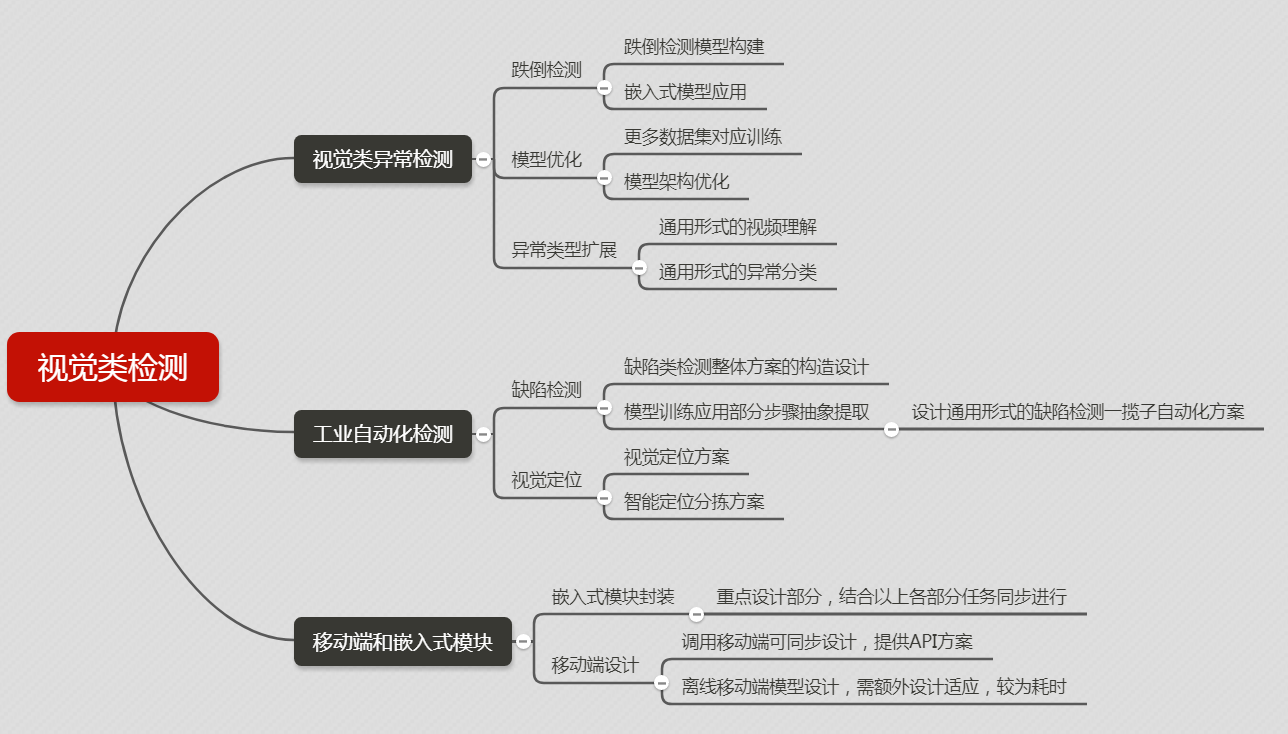 视觉类检测
视觉类异常检测
跌倒检测
跌倒检测模型构建
嵌入式模型应用
模型优化
更多数据集对应训练
模型架构优化
异常类型扩展
通用形式的视频理解
通用形式的异常分类
工业自动化检测
缺陷检测
缺陷类检测整体方案的构造设计
模型训练应用部分步骤抽象提取
设计通用形式的缺陷检测一揽子自动化方案
视觉定位
视觉定位方案
智能定位分拣方案
移动端和嵌入式模块
嵌入式模块封装
重点设计部分，结合以上各部分任务同步进行
移动端设计
调用移动端可同步设计，提供API方案
离线移动端模型设计，需额外设计适应，较为耗时